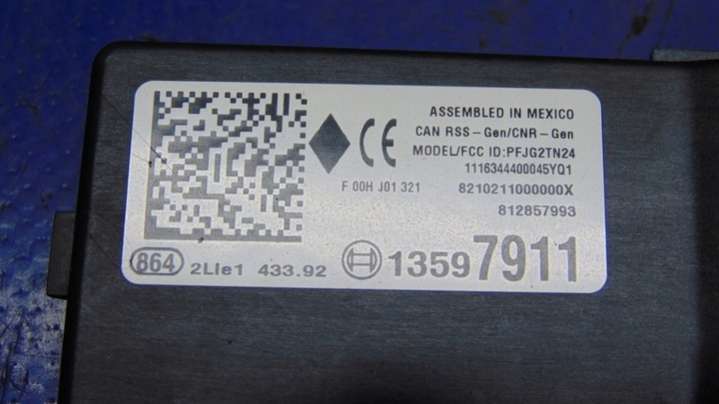 ASSEMBLED IN MEXICO
CAN RSS-Gen/CNR-Gen
MODEL/FCC ID:PFJG2TN24
1116344400045YQ1
F 00H J01 321
8210211000000X
812857993
CE
864 2LIe1 433.92
13597911